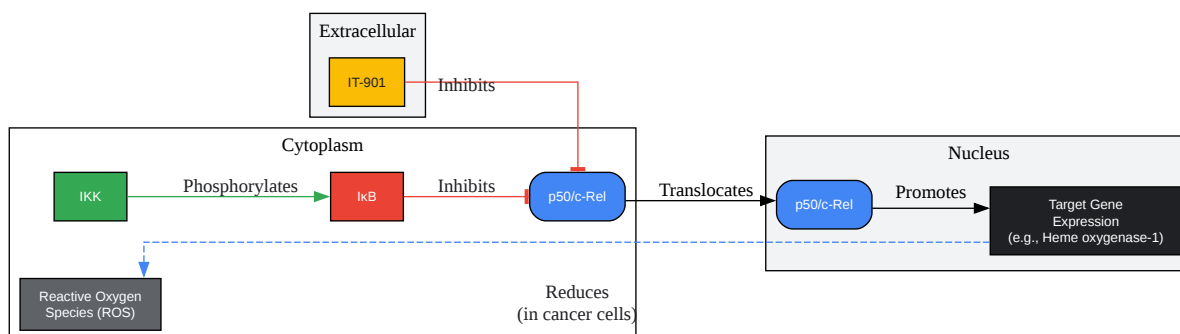 Extracellular
IT-901
Inhibits
Cytoplasm
Nucleus
IKK
Phosphorylates
IκB
Inhibits
p50/c-Rel
Translocates
p50/c-Rel
Promotes
Target Gene
Expression
(e.g., Heme oxygenase-1)
Reactive Oxygen
Species (ROS)
Reduces
(in cancer cells)